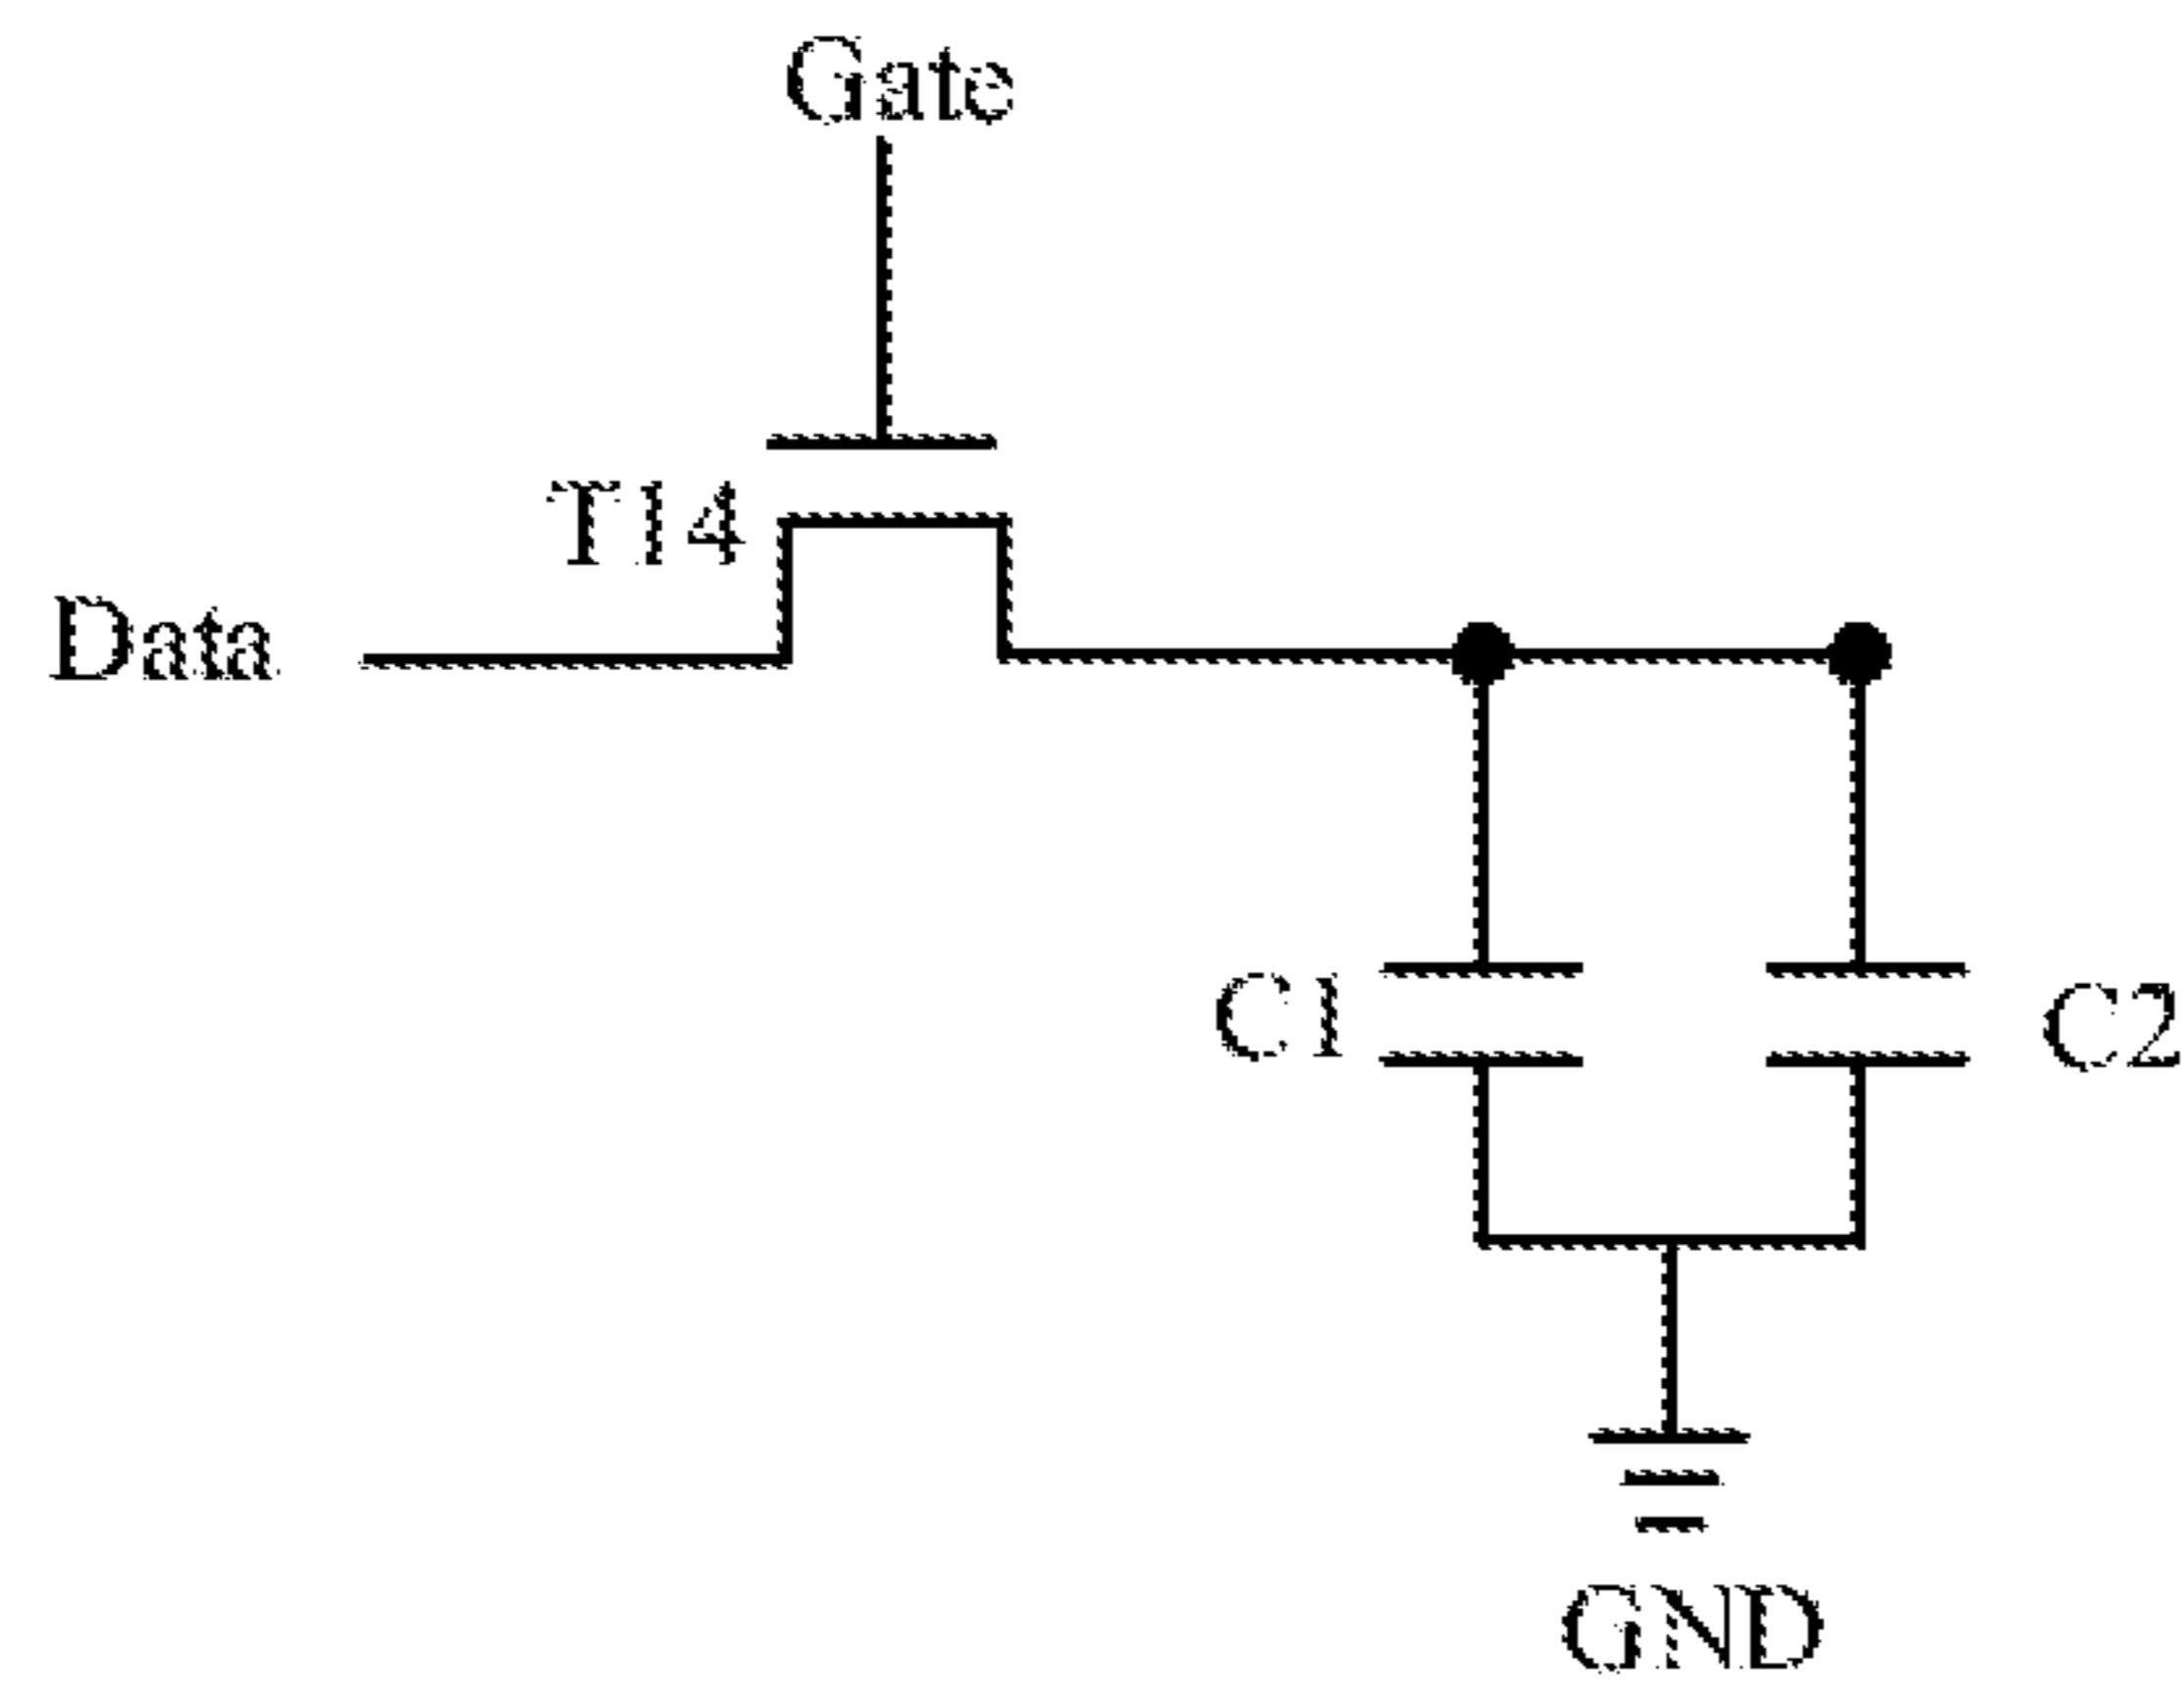 Gate
T14
Data
C1
C2
GND